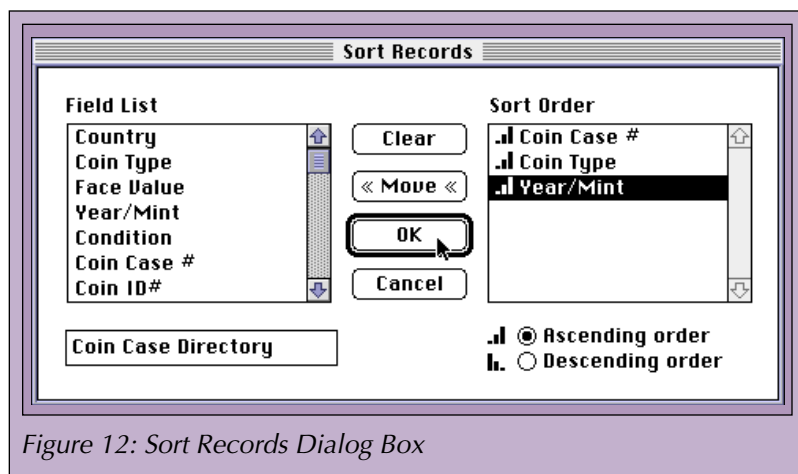 Sort Records
Field List
Country
Coin Type
Face Value
Year/Mint
Condition
Coin Case #
Coin ID#
Coin Case Directory
Clear
« Move «
OK
Cancel
Sort Order
Coin Case #
Coin Type
Year/Mint
Ascending order
Descending order
Figure 12: Sort Records Dialog Box